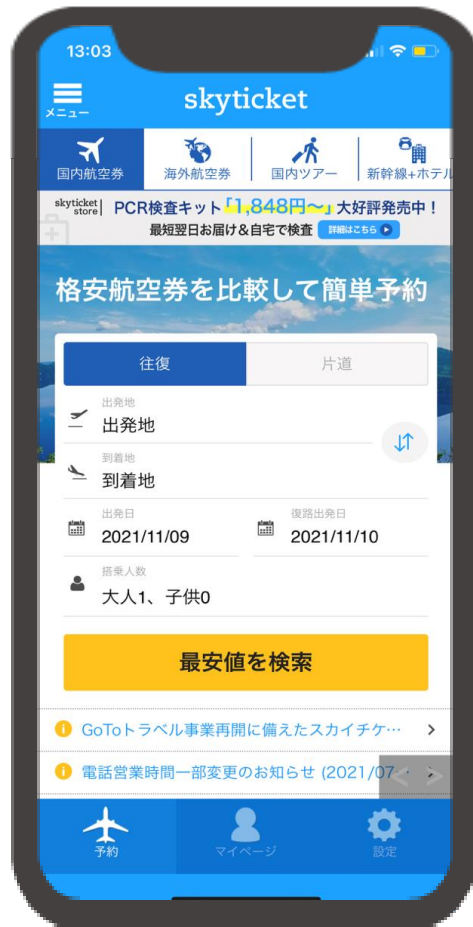 13:03
メニュー
skyticket
国内航空券 海外航空券 国内ツアー 新幹線+ホテル
skyticket store PCR検査キット「1,848円～」大好評発売中！
最短翌日お届け&自宅で検査 詳細はこちら
格安航空券を比較して簡単予約
往復 片道
出発地
出発地
到着地
到着地
出発日 復路出発日
2021/11/09 2021/11/10
搭乗人数
大人1、子供0
最安値を検索
GoToトラベル事業再開に備えたスカイチケ…
電話営業時間一部変更のお知らせ (2021/07…
予約 マイページ 設定